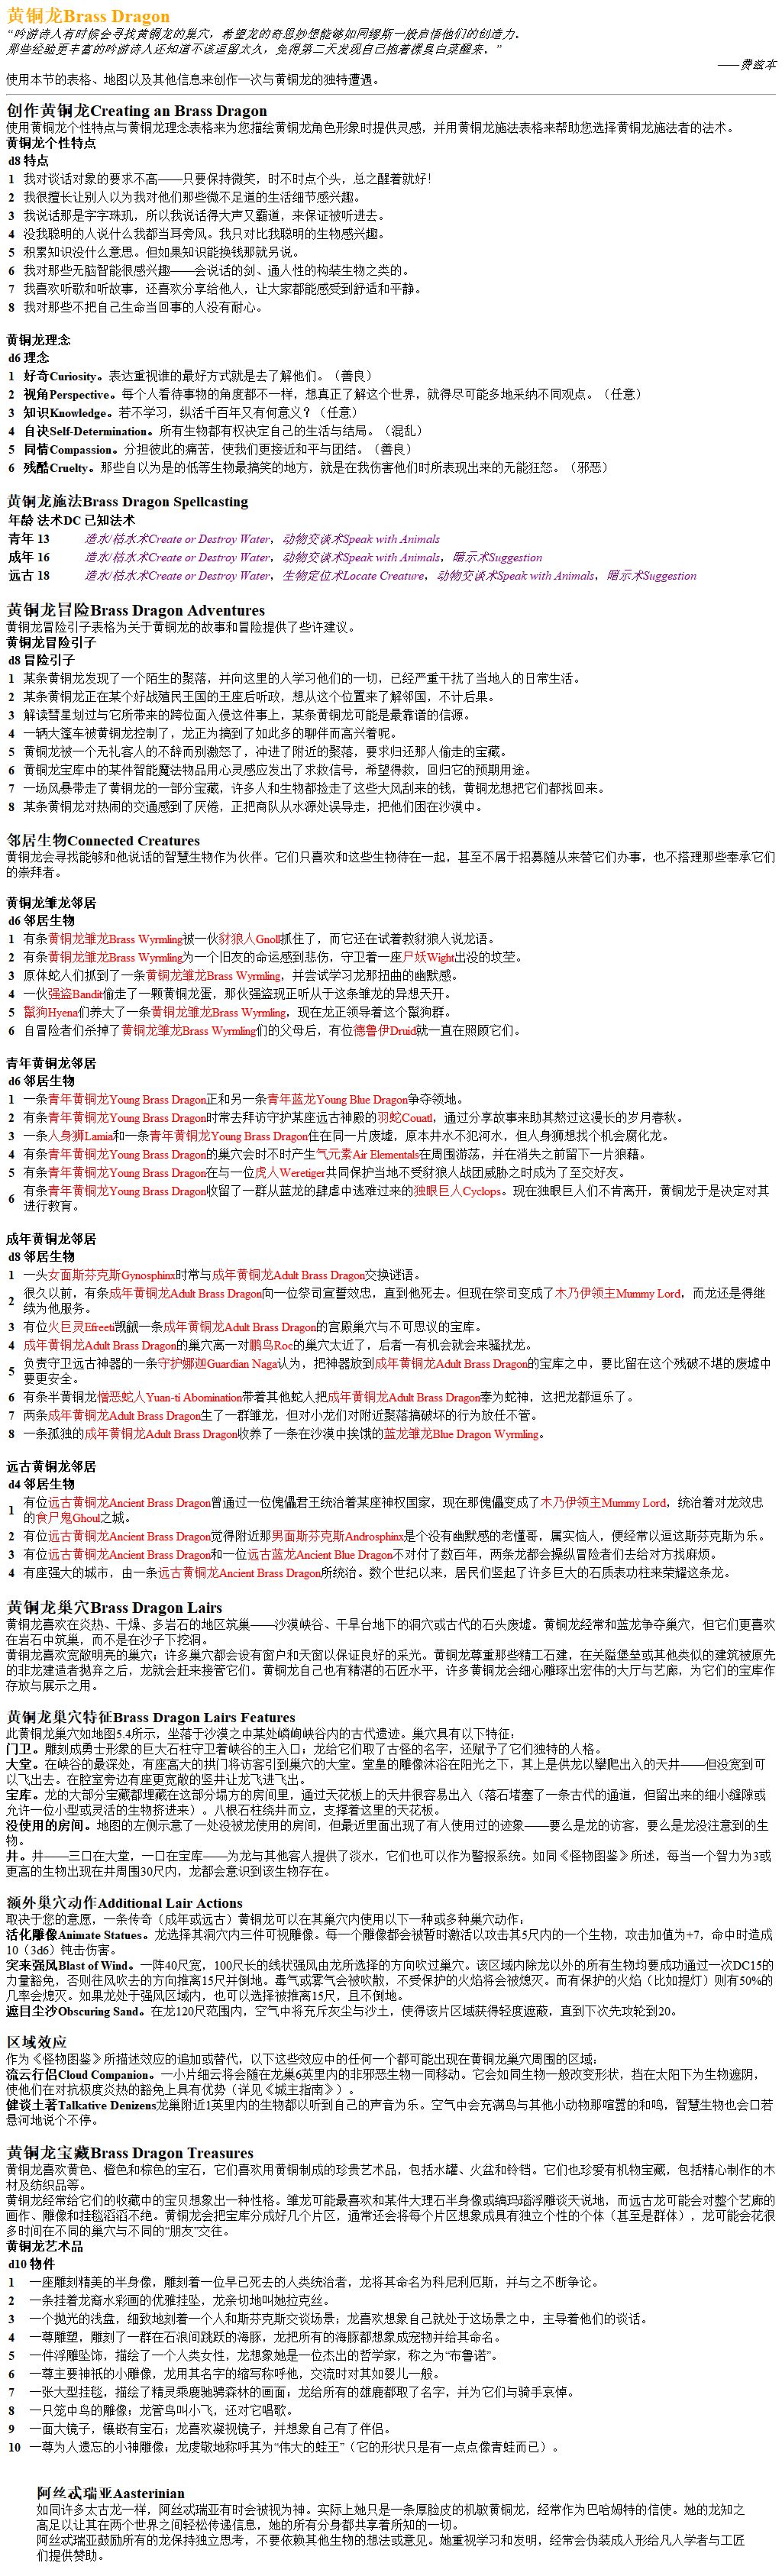 黄铜龙Brass Dragon
“吟游诗人有时候会寻找黄铜龙的巢穴，希望龙的奇思妙想能够如同缪斯一般启悟他们的创造力。
那些经验更丰富的吟游诗人还知道不该逗留太久，免得第二天发现自己抱着棵臭白菜醒来。”
——费兹本
使用本节的表格、地图以及其他信息来创作一次与黄铜龙的独特遭遇。
创作黄铜龙Creating an Brass Dragon
使用黄铜龙个性特点与黄铜龙理念表格来为您描绘黄铜龙角色形象时提供灵感，并用黄铜龙施法表格来帮助您选择黄铜龙施法者的法术。
黄铜龙个性特点
d8 特点
1 我对谈话对象的要求不高——只要保持微笑，时不时点个头，总之醒着就好！
2 我很擅长让别人以为我对他们那些微不足道的生活细节感兴趣。
3 我说话那是字字珠玑，所以我说话得大声又霸道，来保证被听进去。
4 没我聪明的人说什么我都当耳旁风。我只对比我聪明的生物感兴趣。
5 积累知识没什么意思。但如果知识能换钱那就另说。
6 我对那些无脑智能很感兴趣——会说话的剑、通人性的构装生物之类的。
7 我喜欢听歌和听故事，还喜欢分享给他人，让大家都能感受到舒适和平静。
8 我对那些不把自己生命当回事的人没有耐心。
黄铜龙理念
d6 理念
1 好奇Curiosity。表达重视谁的最好方式就是去了解他们。（善良）
2 视角Perspective。每个人看待事物的角度都不一样，想真正了解这个世界，就得尽可能多地采纳不同观点。（任意）
3 知识Knowledge。若不学习，纵活千百年又有何意义？（任意）
4 自诀Self-Determination。所有生物都有权决定自己的生活与结局。（混乱）
5 同情Compassion。分担彼此的痛苦，使我们更接近和平与团结。（善良）
6 残酷Cruelty。那些自以为是的低等生物最搞笑的地方，就是在我伤害他们时所表现出来的无能狂怒。（邪恶）
黄铜龙施法Brass Dragon Spellcasting
年龄 法术DC 已知法术
青年 13 造水/枯水术Create or Destroy Water，动物交谈术Speak with Animals
成年 16 造水/枯水术Create or Destroy Water，动物交谈术Speak with Animals，暗示术Suggestion
远古 18 造水/枯水术Create or Destroy Water，生物定位术Locate Creature，动物交谈术Speak with Animals，暗示术Suggestion
黄铜龙冒险Brass Dragon Adventures
黄铜龙冒险引子表格为关于黄铜龙的故事和冒险提供了些许建议。
黄铜龙冒险引子
d8 冒险引子
1 某条黄铜龙发现了一个陌生的聚落，并向这里的人学习他们的一切，已经严重干扰了当地人的日常生活。
2 某条黄铜龙正在某个好战殖民王国的王座后听政，想从这个位置来了解邻国，不计后果。
3 解读彗星划过与它所带来的跨位面入侵这件事上，某条黄铜龙可能是最靠谱的信源。
4 一辆大篷车被黄铜龙控制了，龙正为搞到了如此多的聊伴而高兴着呢。
5 黄铜龙被一个无礼客人的不辞而别激怒了，冲进了附近的聚落，要求归还那人偷走的宝藏。
6 黄铜龙宝库中的某件智能魔法物品用心灵感应发出了求救信号，希望得救，回归它的预期用途。
7 一场风暴带走了黄铜龙的一部分宝藏，许多人和生物都捡走了这些大风刮来的钱，黄铜龙想把它们都找回来。
8 某条黄铜龙对热闹的交通感到了厌倦，正把商队从水源处误导走，把他们困在沙漠中。
邻居生物Connected Creatures
黄铜龙会寻找能够和他说话的智慧生物作为伙伴。它们只喜欢和这些生物待在一起，甚至不屑于招募随从来替它们办事，也不搭理那些奉承它们
的崇拜者。
黄铜龙雏龙邻居
d6 邻居生物
1 有条黄铜龙雏龙Brass Wyrmling被一伙豺狼人Gnoll抓住了，而它还在试着教豺狼人说龙语。
2 有条黄铜龙雏龙Brass Wyrmling为一个旧友的命运感到悲伤，守卫着一座尸妖Wight出没的坟茔。
3 原体蛇人们抓到了一条黄铜龙雏龙Brass Wyrmling，并尝试学习龙那扭曲的幽默感。
4 一伙强盗Bandit偷走了一颗黄铜龙蛋，那伙强盗现正听从于这条雏龙的异想天开。
5 鬣狗Hyena们养大了一条黄铜龙雏龙Brass Wyrmling，现在龙正领导着这个鬣狗群。
6 自冒险者们杀掉了黄铜龙雏龙Brass Wyrmling们的父母后，有位德鲁伊Druid就一直在照顾它们。
青年黄铜龙邻居
d6 邻居生物
1 一条青年黄铜龙Young Brass Dragon正和另一条青年蓝龙Young Blue Dragon争夺领地。
2 有条青年黄铜龙Young Brass Dragon时常去拜访守护某座远古神殿的羽蛇Couatl，通过分享故事来助其熬过这漫长的岁月春秋。
3 一条人身狮Lamia和一条青年黄铜龙Young Brass Dragon住在同一片废墟，原本井水不犯河水，但人身狮想找个机会腐化龙。
4 有条青年黄铜龙Young Brass Dragon的巢穴会时不时产生气元素Air Elementals在周围游荡，并在消失之前留下一片狼藉。
5 有条青年黄铜龙Young Brass Dragon在与一位虎人Weretiger共同保护当地不受豺狼人战团威胁之时成为了至交好友。
6 有条青年黄铜龙Young Brass Dragon收留了一群从蓝龙的肆虐中逃难过来的独眼巨人Cyclops。现在独眼巨人们不肯离开，黄铜龙于是决定对其
进行教育。
成年黄铜龙邻居
d8 邻居生物
1 一头女面斯芬克斯Gynosphinx时常与成年黄铜龙Adult Brass Dragon交换谜语。
2 很久以前，有条成年黄铜龙Adult Brass Dragon向一位祭司宣誓效忠，直到他死去。但现在祭司变成了木乃伊领主Mummy Lord，而龙还是得继
续为他服务。
3 有位火巨灵Efreeti觊觎一条成年黄铜龙Adult Brass Dragon的宫殿巢穴与不可思议的宝库。
4 成年黄铜龙Adult Brass Dragon的巢穴离一对鹏鸟Roc的巢穴太近了，后者一有机会就会来骚扰龙。
5 负责守卫远古神器的一条守护娜迦Guardian Naga认为，把神器放到成年黄铜龙Adult Brass Dragon的宝库之中，要比留在这个残破不堪的废墟中
要更安全。
6 有条半黄铜龙憎恶蛇人Yuan-ti Abomination带着其他蛇人把成年黄铜龙Adult Brass Dragon奉为蛇神，这把龙都逗乐了。
7 两条成年黄铜龙Adult Brass Dragon生了一群雏龙，但对小龙们对附近聚落搞破坏的行为放任不管。
8 一条孤独的成年黄铜龙Adult Brass Dragon收养了一条在沙漠中挨饿的蓝龙雏龙Blue Dragon Wyrmling。
远古黄铜龙邻居
d4 邻居生物
1 有位远古黄铜龙Ancient Brass Dragon曾通过一位傀儡君王统治着某座神权国家，现在那傀儡变成了木乃伊领主Mummy Lord，统治着对龙效忠
的食尸鬼Ghoul之城。
2 有位远古黄铜龙Ancient Brass Dragon觉得附近那男面斯芬克斯Androsphinx是个没有幽默感的老懂哥，属实恼人，便经常以逗这斯芬克斯为乐。
3 有位远古黄铜龙Ancient Brass Dragon和一位远古蓝龙Ancient Blue Dragon不对付了数百年，两条龙都会操纵冒险者们去给对方找麻烦。
4 有座强大的城市，由一条远古黄铜龙Ancient Brass Dragon所统治。数个世纪以来，居民们竖起了许多巨大的石质表功柱来荣耀这条龙。
黄铜龙巢穴Brass Dragon Lairs
黄铜龙喜欢在炎热、干燥、多岩石的地区筑巢——沙漠峡谷、干旱台地下的洞穴或古代的石头废墟。黄铜龙经常和蓝龙争夺巢穴，但它们更喜欢
在岩石中筑巢，而不是在沙子下挖洞。
黄铜龙喜欢宽敞明亮的巢穴；许多巢穴都会设有窗户和天窗以保证良好的采光。黄铜龙尊重那些精工石建，在关隘堡垒或其他类似的建筑被原先
的非龙建造者抛弃之后，龙就会赶来接管它们。黄铜龙自己也有精湛的石匠水平，许多黄铜龙会细心雕琢出宏伟的大厅与艺廊，为它们的宝库作
存放与展示之用。
黄铜龙巢穴特征Brass Dragon Lairs Features
此黄铜龙巢穴如地图5.4所示，坐落于沙漠之中某处嶙峋峡谷内的古代遗迹。巢穴具有以下特征：
门卫。雕刻成勇士形象的巨大石柱守卫着峡谷的主入口；龙给它们取了古怪的名字，还赋予了它们独特的人格。
大堂。在峡谷的最深处，有座高大的拱门将访客引到巢穴的大堂。堂皇的雕像沐浴在阳光之下，其上是供龙以攀爬出入的天井——但没宽到可
以飞出去。在腔室旁边有座更宽敞的竖井让龙飞进飞出。
宝库。龙的大部分宝藏都埋藏在这部分塌方的房间里，通过天花板上的天井很容易出入（落石堵塞了一条古代的通道，但留出来的细小缝隙或
允许一位小型或灵活的生物挤进来）。八根石柱绕井而立，支撑着这里的天花板。
没使用的房间。地图的左侧示意了一处没被龙使用的房间，但最近里面出现了有人使用过的迹象——要么是龙的访客，要么是龙没注意到的生
物。
井。井——三口在大堂，一口在宝库——为龙与其他客人提供了淡水，它们也可以作为警报系统。如同《怪物图鉴》所述，每当一个智力为3或
更高的生物出现在井周围30尺内，龙都会意识到该生物存在。
额外巢穴动作Additional Lair Actions
取决于您的意愿，一条传奇（成年或远古）黄铜龙可以在其巢穴内使用以下一种或多种巢穴动作：
活化雕像Animate Statues。龙选择其洞穴内三件可视雕像。每一个雕像都会被暂时激活以攻击其5尺内的一个生物，攻击加值为+7，命中时造成
10（3d6）钝击伤害。
突来强风Blast of Wind。一阵40尺宽，100尺长的线状强风由龙所选择的方向吹过巢穴。该区域内除龙以外的所有生物均要成功通过一次DC15的
力量豁免，否则往风吹去的方向推离15尺并倒地。毒气或雾气会被吹散，不受保护的火焰将会被熄灭。而有保护的火焰（比如提灯）则有50%的
几率会熄灭。如果龙处于强风区域内，也可以选择被推离15尺，且不倒地。
遮目尘沙Obscuring Sand。在龙120尺范围内，空气中将充斥灰尘与沙土，使得该片区域获得轻度遮蔽，直到下次先攻轮到20。
区域效应
作为《怪物图鉴》所描述效应的追加或替代，以下这些效应中的任何一个都可能出现在黄铜龙巢穴周围的区域：
流云行侣Cloud Companion。一小片细云将会随在龙巢6英里内的非邪恶生物一同移动。它会如同生物一般改变形状，挡在太阳下为生物遮阴，
使他们在对抗极度炎热的豁免上具有优势（详见《城主指南》）。
健谈土著Talkative Denizens龙巢附近1英里内的生物都以听到自己的声音为乐。空气中会充满鸟与其他小动物那喧嚣的和鸣，智慧生物也会口若
悬河地说个不停。
黄铜龙宝藏Brass Dragon Treasures
黄铜龙喜欢黄色、橙色和棕色的宝石，它们喜欢用黄铜制成的珍贵艺术品，包括水罐、火盆和铃铛。它们也珍爱有机物宝藏，包括精心制作的木
材及纺织品等。
黄铜龙经常给它们的收藏中的宝贝想象出一种性格。雏龙可能最喜欢和某件大理石半身像或缟玛瑙浮雕谈天说地，而远古龙可能会对整个艺廊的
画作、雕像和挂毯滔滔不绝。黄铜龙会把宝库分成好几个片区，通常还会将每个片区想象成具有独立个性的个体（甚至是群体），龙可能会花很
多时间在不同的巢穴与不同的“朋友”交往。
黄铜龙艺术品
d10 物件
1 一座雕刻精美的半身像，雕刻着一位早已死去的人类统治者，龙将其命名为科尼利厄斯，并与之不断争论。
2 一条挂着龙裔水彩画的优雅挂坠，龙亲切地叫她拉克丝。
3 一个抛光的浅盘，细致地刻着一个人和斯芬克斯交谈场景；龙喜欢想象自己就处于这场景之中，主导着他们的谈话。
4 一尊雕塑，雕刻了一群在石浪间跳跃的海豚，龙把所有的海豚都想象成宠物并给其命名。
5 一件浮雕坠饰，描绘了一个人类女性，龙想象她是一位杰出的哲学家，称之为“布鲁诺”。
6 一尊主要神祇的小雕像，龙用其名字的缩写称呼他，交流时对其如婴儿一般。
7 一张大型挂毯，描绘了精灵乘鹿驰骋森林的画面；龙给所有的雄鹿都取了名字，并为它们与骑手哀悼。
8 一只笼中鸟的雕像；龙管鸟叫小飞，还对它唱歌。
9 一面大镜子，镶嵌有宝石；龙喜欢凝视镜子，并想象自己有了伴侣。
10 一尊为人遗忘的小神雕像；龙虔敬地称呼其为“伟大的蛙王”（它的形状只是有一点点像青蛙而已）。
阿丝忒瑞亚Aasterinian
如同许多太古龙一样，阿丝忒瑞亚有时会被视为神。实际上她只是一条厚脸皮的机敏黄铜龙，经常作为巴哈姆特的信使。她的龙知之
高足以让其在两个世界之间轻松传递信息，她的所有分身都共享着所知的一切。
阿丝忒瑞亚鼓励所有的龙保持独立思考，不要依赖其他生物的想法或意见。她重视学习和发明，经常会伪装成人形给凡人学者与工匠
们提供赞助。